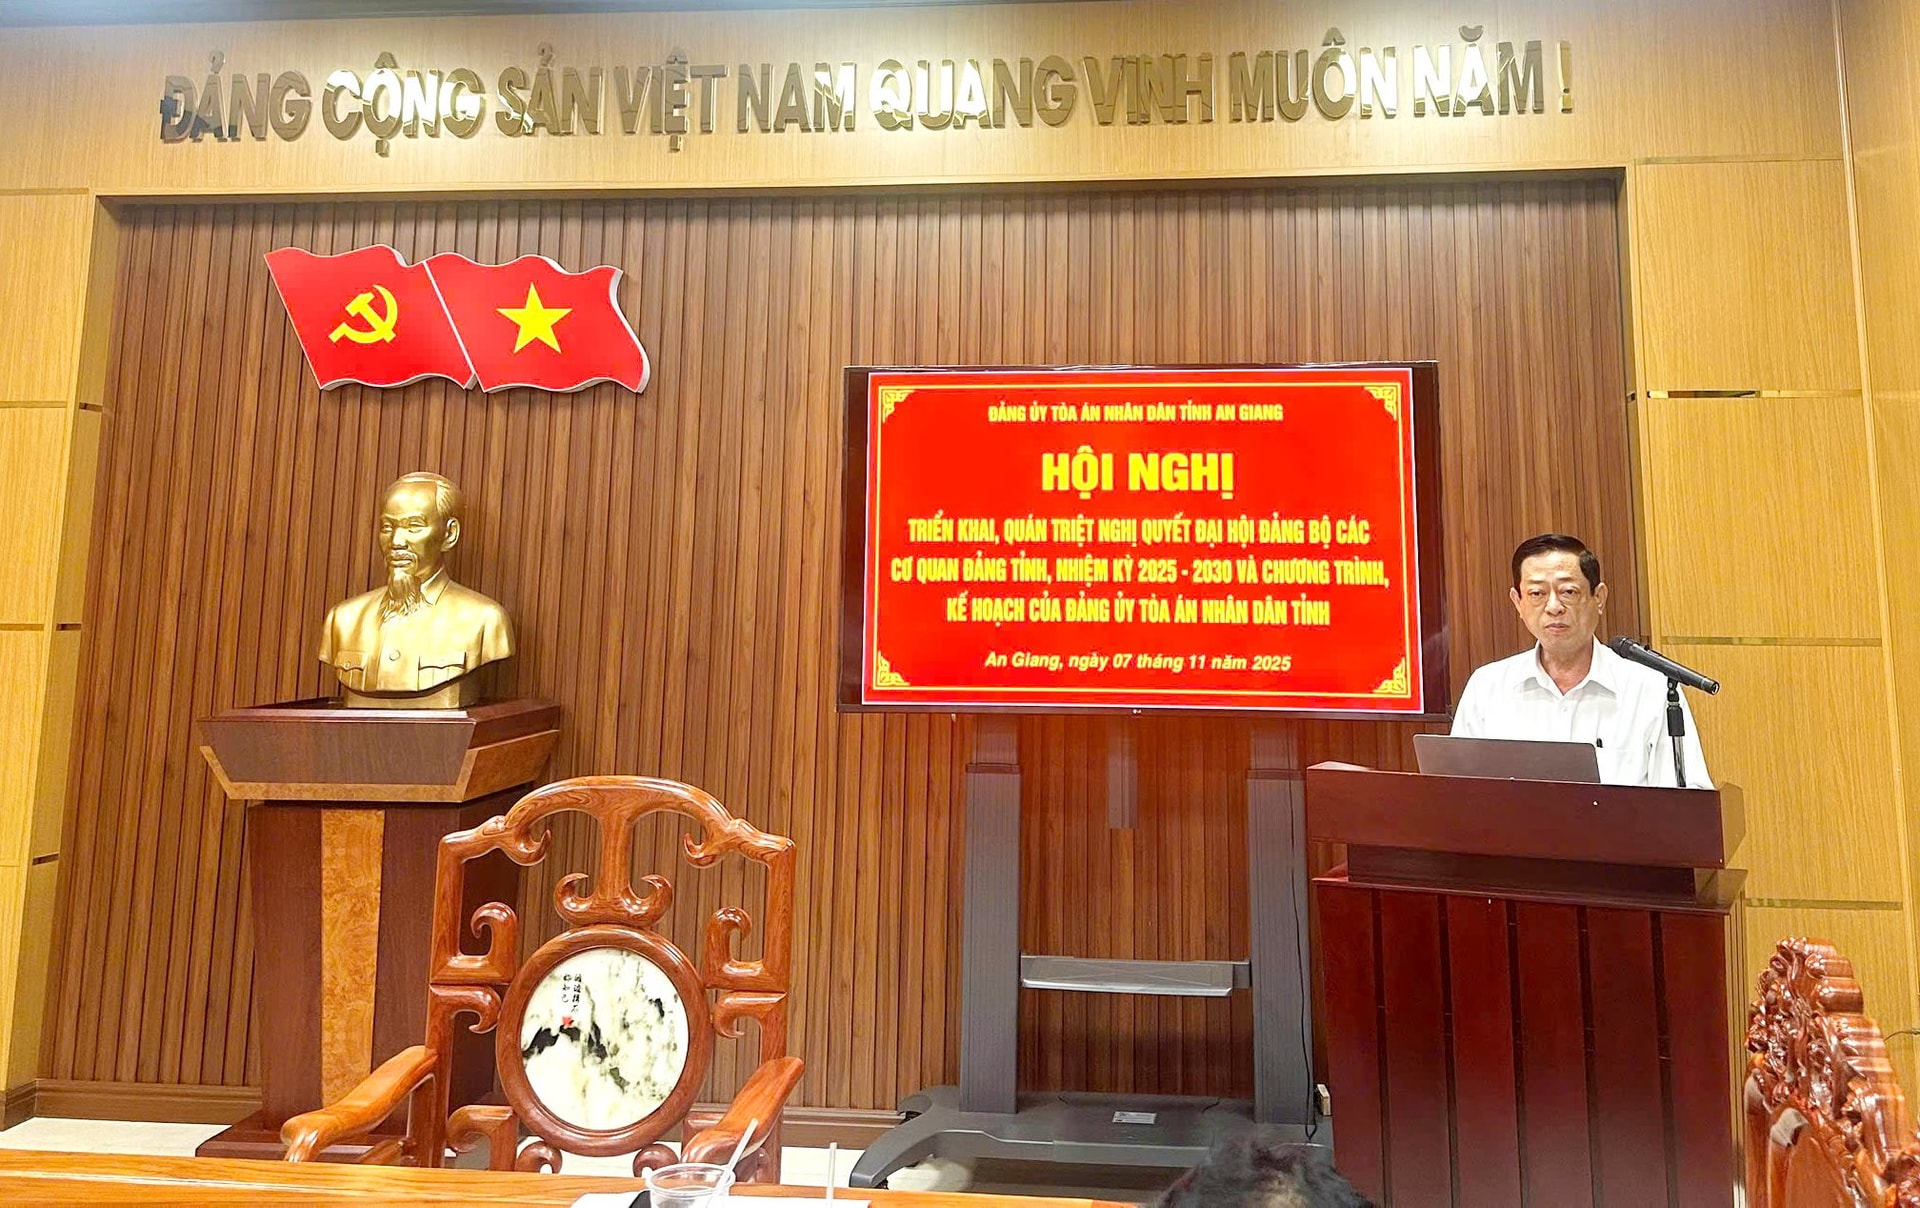 ĐẢNG CỘNG SẢN VIỆT NAM QUANG VINH MUÔN NĂM !
ĐẢNG ỦY TÒA ÁN NHÂN DÂN TỈNH AN GIANG
HỘI NGHỊ
TRIỂN KHAI, QUÁN TRIỆT NGHỊ QUYẾT ĐẠI HỘI ĐẢNG BỘ CÁC
CƠ QUAN ĐẢNG TỈNH, NHIỆM KỲ 2025 - 2030 VÀ CHƯƠNG TRÌNH,
KẾ HOẠCH CỦA ĐẢNG ỦY TÒA ÁN NHÂN DÂN TỈNH
An Giang, ngày 07 tháng 11 năm 2025